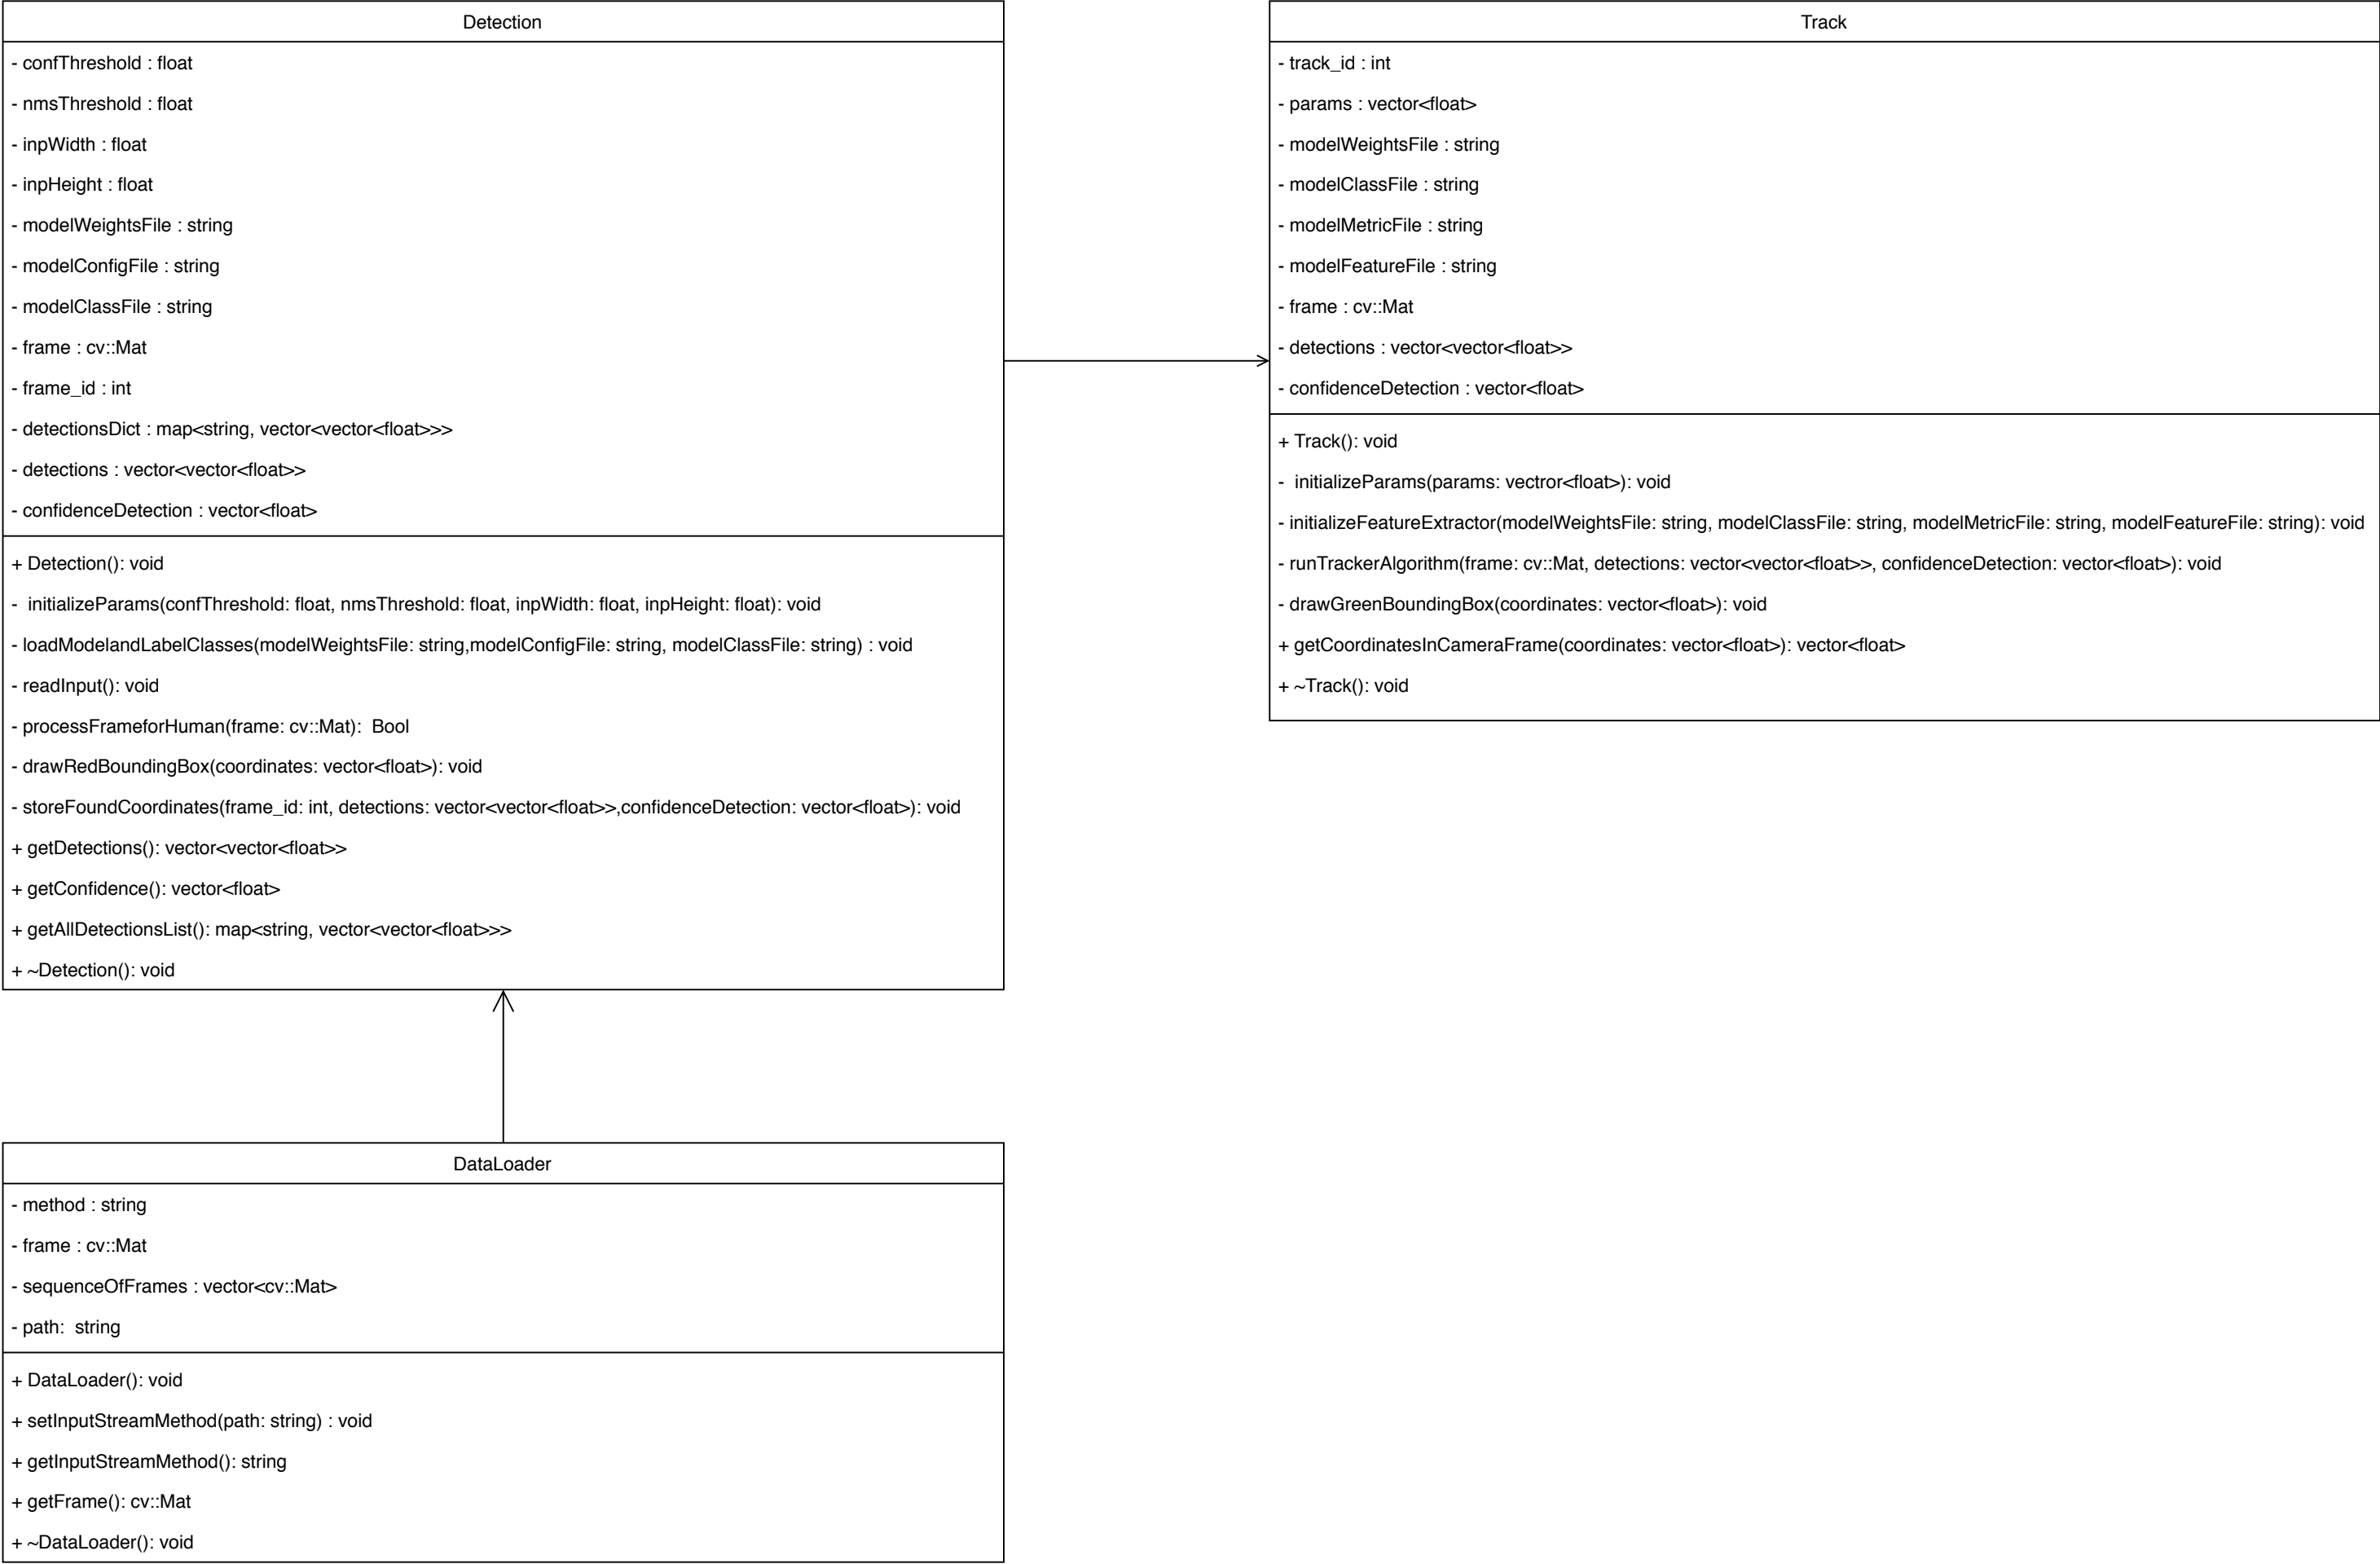 Detection
- confThreshold : float
- nmsThreshold : float
- inpWidth : float
- inpHeight : float
- modelWeightsFile : string
- modelConfigFile : string
- modelClassFile : string
- frame : cv::Mat
- frame_id : int
- detectionsDict : map<string, vector<vector<float>>>
- detections : vector<vector<float>>
- confidenceDetection : vector<float>
+ Detection(): void
-  initializeParams(confThreshold: float, nmsThreshold: float, inpWidth: float, inpHeight: float): void
- loadModelandLabelClasses(modelWeightsFile: string,modelConfigFile: string, modelClassFile: string) : void
- readInput(): void
- processFrameforHuman(frame: cv::Mat):  Bool
- drawRedBoundingBox(coordinates: vector<float>): void
- storeFoundCoordinates(frame_id: int, detections: vector<vector<float>>,confidenceDetection: vector<float>): void
+ getDetections(): vector<vector<float>>
+ getConfidence(): vector<float>
+ getAllDetectionsList(): map<string, vector<vector<float>>>
+ ~Detection(): void
Track
- track_id : int
- params : vector<float>
- modelWeightsFile : string
- modelClassFile : string
- modelMetricFile : string
- modelFeatureFile : string
- frame : cv::Mat
- detections : vector<vector<float>>
- confidenceDetection : vector<float>
+ Track(): void
-  initializeParams(params: vectror<float>): void
- initializeFeatureExtractor(modelWeightsFile: string, modelClassFile: string, modelMetricFile: string, modelFeatureFile: string): void
- runTrackerAlgorithm(frame: cv::Mat, detections: vector<vector<float>>, confidenceDetection: vector<float>): void
- drawGreenBoundingBox(coordinates: vector<float>): void
+ getCoordinatesInCameraFrame(coordinates: vector<float>): vector<float>
+ ~Track(): void
DataLoader
- method : string
- frame : cv::Mat
- sequenceOfFrames : vector<cv::Mat>
- path:  string
+ DataLoader(): void
+ setInputStreamMethod(path: string) : void
+ getInputStreamMethod(): string
+ getFrame(): cv::Mat
+ ~DataLoader(): void